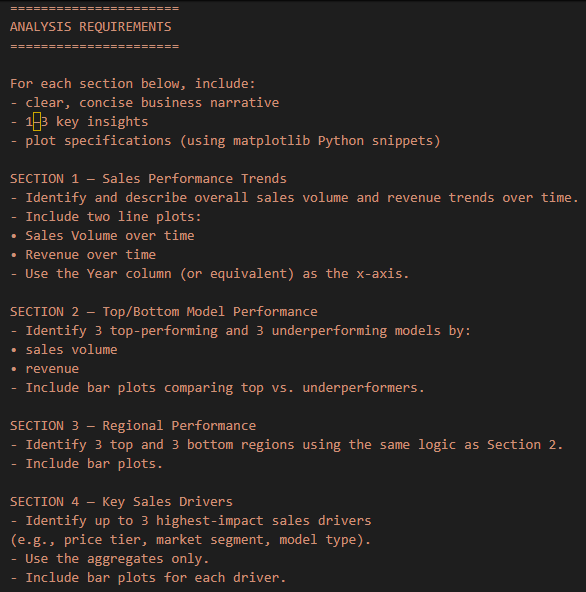 ======================
ANALYSIS REQUIREMENTS
======================
For each section below, include:
- clear, concise business narrative
- 1–3 key insights
- plot specifications (using matplotlib Python snippets)
SECTION 1 — Sales Performance Trends
- Identify and describe overall sales volume and revenue trends over time.
- Include two line plots:
• Sales Volume over time
• Revenue over time
- Use the Year column (or equivalent) as the x-axis.
SECTION 2 — Top/Bottom Model Performance
- Identify 3 top-performing and 3 underperforming models by:
• sales volume
• revenue
- Include bar plots comparing top vs. underperformers.
SECTION 3 — Regional Performance
- Identify 3 top and 3 bottom regions using the same logic as Section 2.
- Include bar plots.
SECTION 4 — Key Sales Drivers
- Identify up to 3 highest-impact sales drivers
(e.g., price tier, market segment, model type).
- Use the aggregates only.
- Include bar plots for each driver.